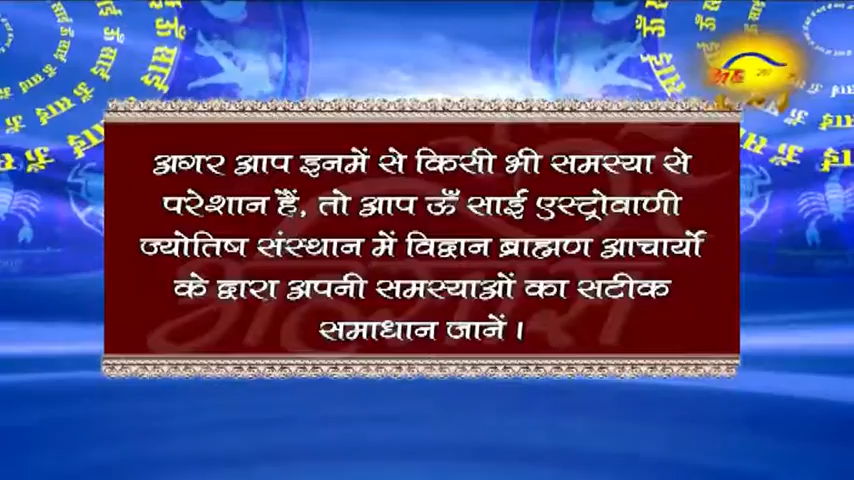 अगर आप इनमें से किसी भी समस्या से
परेशान हैं, तो आप ऊँ साई एस्ट्रोवाणी
ज्योतिष संस्थान में विद्वान ब्राह्मण आचार्यो
के द्वारा अपनी समस्याओं का सटीक
समाधान जानें।